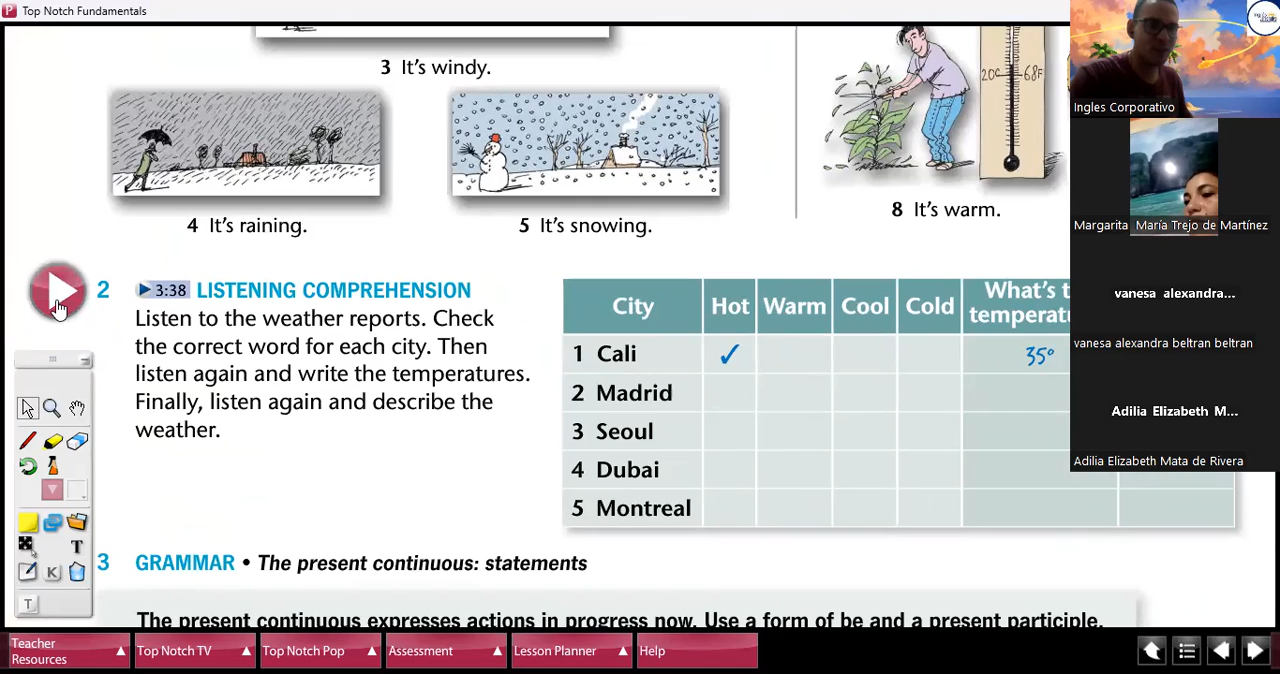 Top Notch Fundamentals
3 It's windy.
20C 68F
4 It's raining.
5 It's snowing.
8 It's warm.
Ingles Corporativo
Margarita María Trejo de Martínez
vanesa alexandra...
vanesa alexandra beltran beltran
Adilia Elizabeth M...
Adilia Elizabeth Mata de Rivera
2 3:38 LISTENING COMPREHENSION
Listen to the weather reports. Check
the correct word for each city. Then
listen again and write the temperatures.
Finally, listen again and describe the
weather.
City Hot Warm Cool Cold What's t
temperatu
1 Cali ✓ 35°
2 Madrid
3 Seoul
4 Dubai
5 Montreal
3 GRAMMAR • The present continuous: statements
The present continuous expresses actions in progress now. Use a form of be and a present participle.
T
K
T
Teacher
Resources
Top Notch TV
Top Notch Pop
Assessment
Lesson Planner
Help